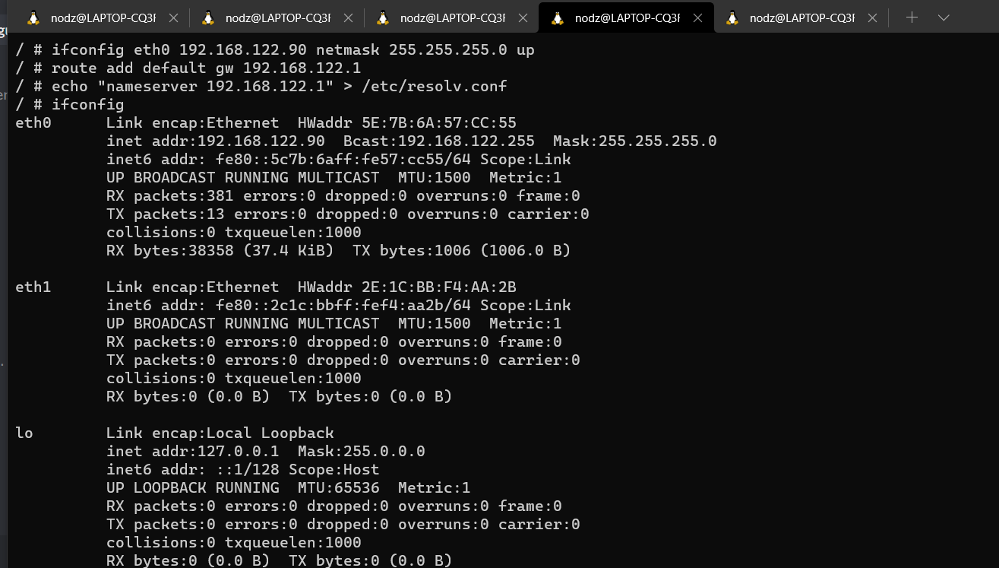 nodz@LAPTOP-CQ3F nodz@LAPTOP-CQ3F nodz@LAPTOP-CQ3F nodz@LAPTOP-CQ3F nodz@LAPTOP-CQ3F
/ # ifconfig eth0 192.168.122.90 netmask 255.255.255.0 up
/ # route add default gw 192.168.122.1
/ # echo "nameserver 192.168.122.1" > /etc/resolv.conf
/ # ifconfig
eth0      Link encap:Ethernet  HWaddr 5E:7B:6A:57:CC:55
          inet addr:192.168.122.90  Bcast:192.168.122.255  Mask:255.255.255.0
          inet6 addr: fe80::5c7b:6aff:fe57:cc55/64 Scope:Link
          UP BROADCAST RUNNING MULTICAST  MTU:1500  Metric:1
          RX packets:381 errors:0 dropped:0 overruns:0 frame:0
          TX packets:13 errors:0 dropped:0 overruns:0 carrier:0
          collisions:0 txqueuelen:1000
          RX bytes:38358 (37.4 KiB)  TX bytes:1006 (1006.0 B)

eth1      Link encap:Ethernet  HWaddr 2E:1C:BB:F4:AA:2B
          inet6 addr: fe80::2c1c:bbff:fef4:aa2b/64 Scope:Link
          UP BROADCAST RUNNING MULTICAST  MTU:1500  Metric:1
          RX packets:0 errors:0 dropped:0 overruns:0 frame:0
          TX packets:0 errors:0 dropped:0 overruns:0 carrier:0
          collisions:0 txqueuelen:1000
          RX bytes:0 (0.0 B)  TX bytes:0 (0.0 B)

lo        Link encap:Local Loopback
          inet addr:127.0.0.1  Mask:255.0.0.0
          inet6 addr: ::1/128 Scope:Host
          UP LOOPBACK RUNNING  MTU:65536  Metric:1
          RX packets:0 errors:0 dropped:0 overruns:0 frame:0
          TX packets:0 errors:0 dropped:0 overruns:0 carrier:0
          collisions:0 txqueuelen:1000
          RX bytes:0 (0.0 B)  TX bytes:0 (0.0 B)